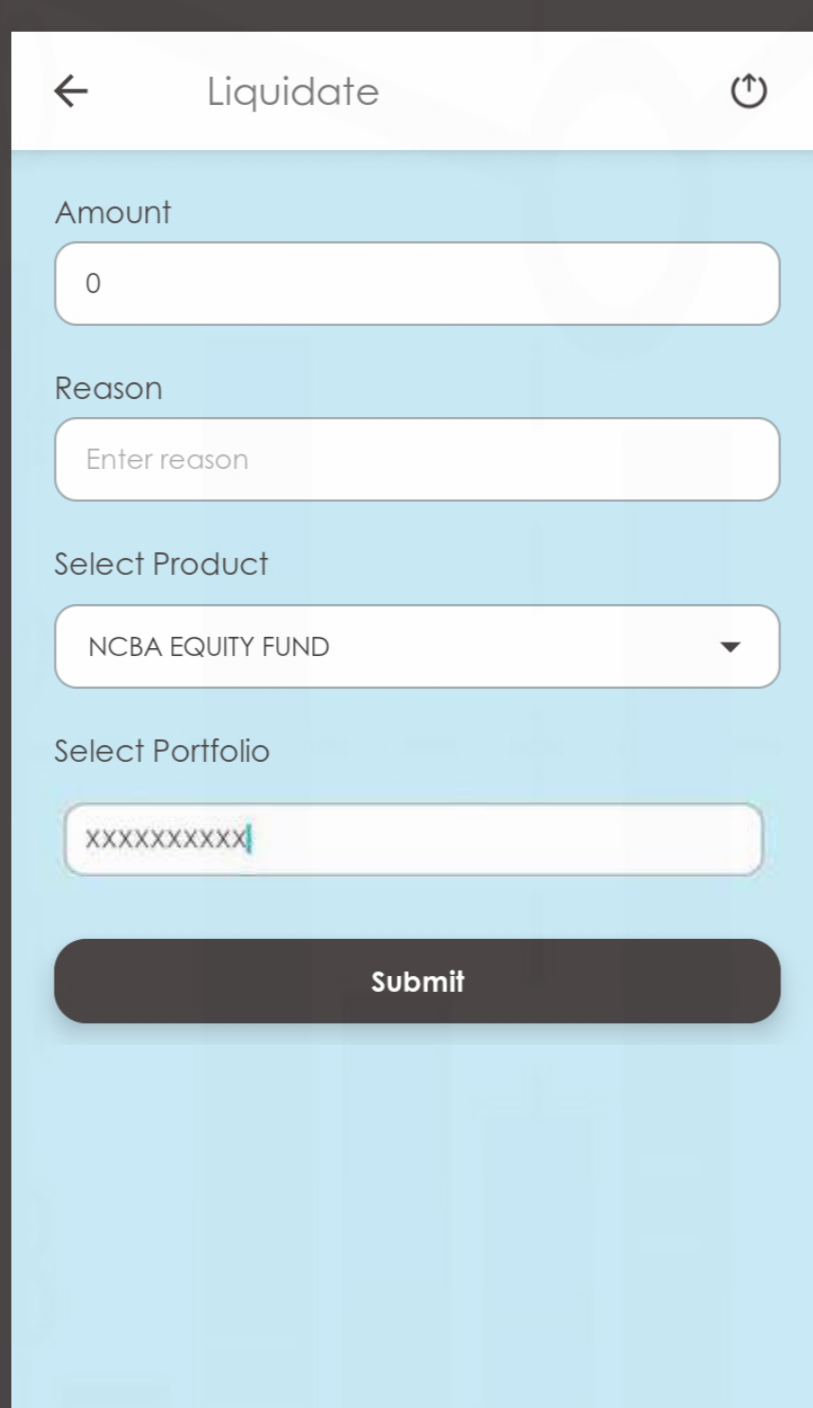 Liquidate
Amount
0
Reason
Enter reason
Select Product
NCBA EQUITY FUND
Select Portfolio
xxxxxxxxxx
Submit